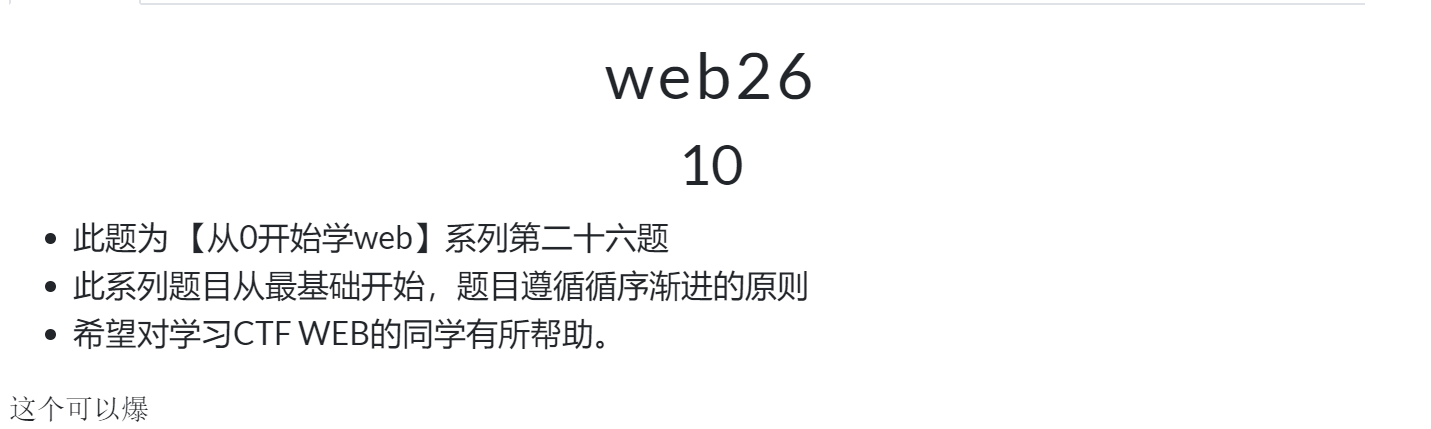 web26
10
此题为 【从0开始学web】系列第二十六题
此系列题目从最基础开始，题目遵循循序渐进的原则
希望对学习CTF WEB的同学有所帮助。
这个可以爆